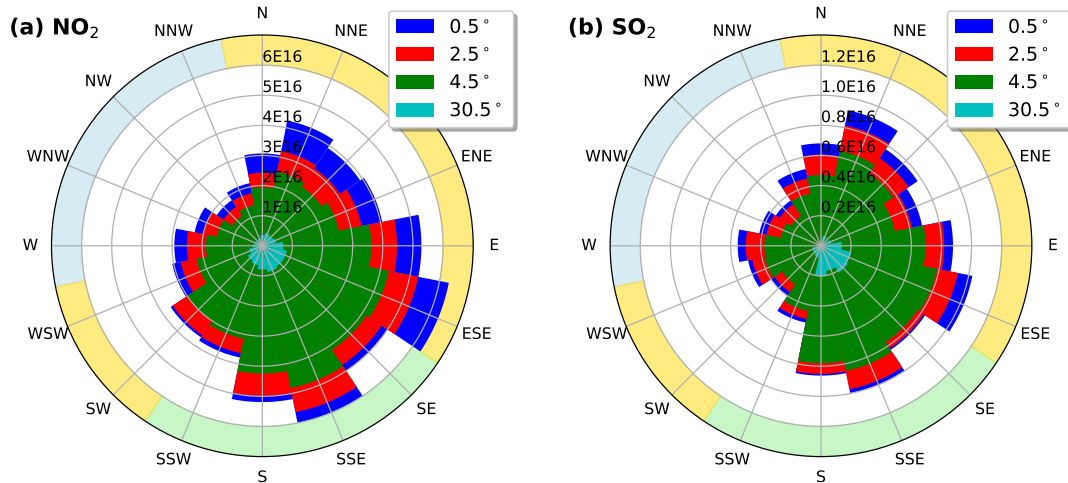 (a) NO₂
N
NNE
ENE
E
ESE
SE
SSE
S
SSW
SW
WSW
W
WNW
NW
NNW
6E16
5E16
4E16
3E16
2E16
1E16
0.5°
2.5°
4.5°
30.5°
(b) SO₂
N
NNE
ENE
E
ESE
SE
SSE
S
SSW
SW
WSW
W
WNW
NW
NNW
1.2E16
1.0E16
0.8E16
0.6E16
0.4E16
0.2E16
0.5°
2.5°
4.5°
30.5°